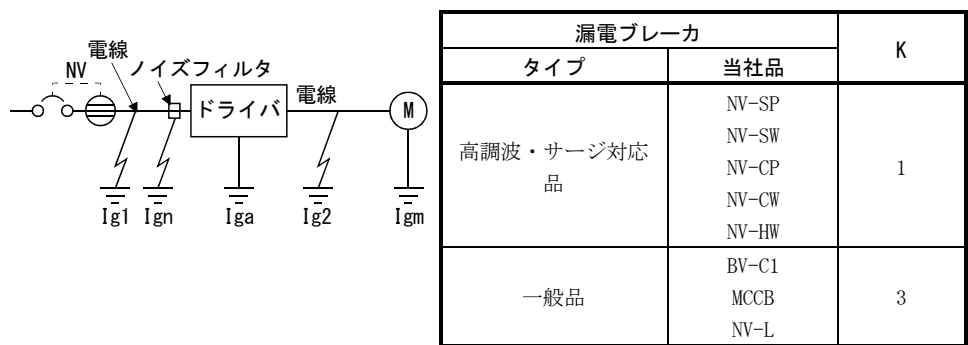 電線
NV
ノイズフィルタ
ドライバ
電線
M
Ig1 Ign Iga Ig2 Igm
漏電ブレーカ
K
タイプ
当社品
高調波・サージ対応
品
NV-SP
NV-SW
NV-CP
NV-CW
NV-HW
1
一般品
BV-C1
MCCB
NV-L
3